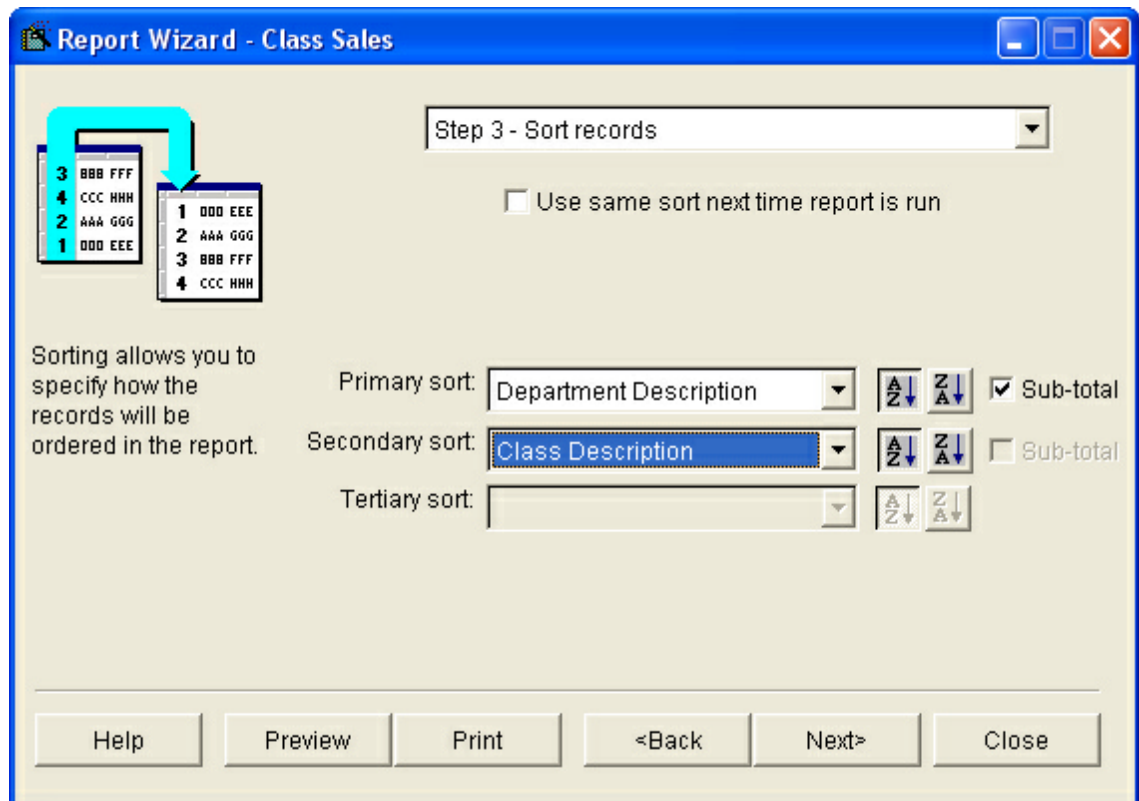 Report Wizard - Class Sales
Step 3 - Sort records
Use same sort next time report is run
3 BBB FFF
4 CCC HHH
2 AAA GGG
1 DDD EEE
1 DDD EEE
2 AAA GGG
3 BBB FFF
4 CCC HHH
Sorting allows you to
specify how the
records will be
ordered in the report.
Primary sort: Department Description A Z Z A Sub-total
Secondary sort: Class Description A Z Z A Sub-total
Tertiary sort: A Z Z A
Help Preview Print <Back Next> Close